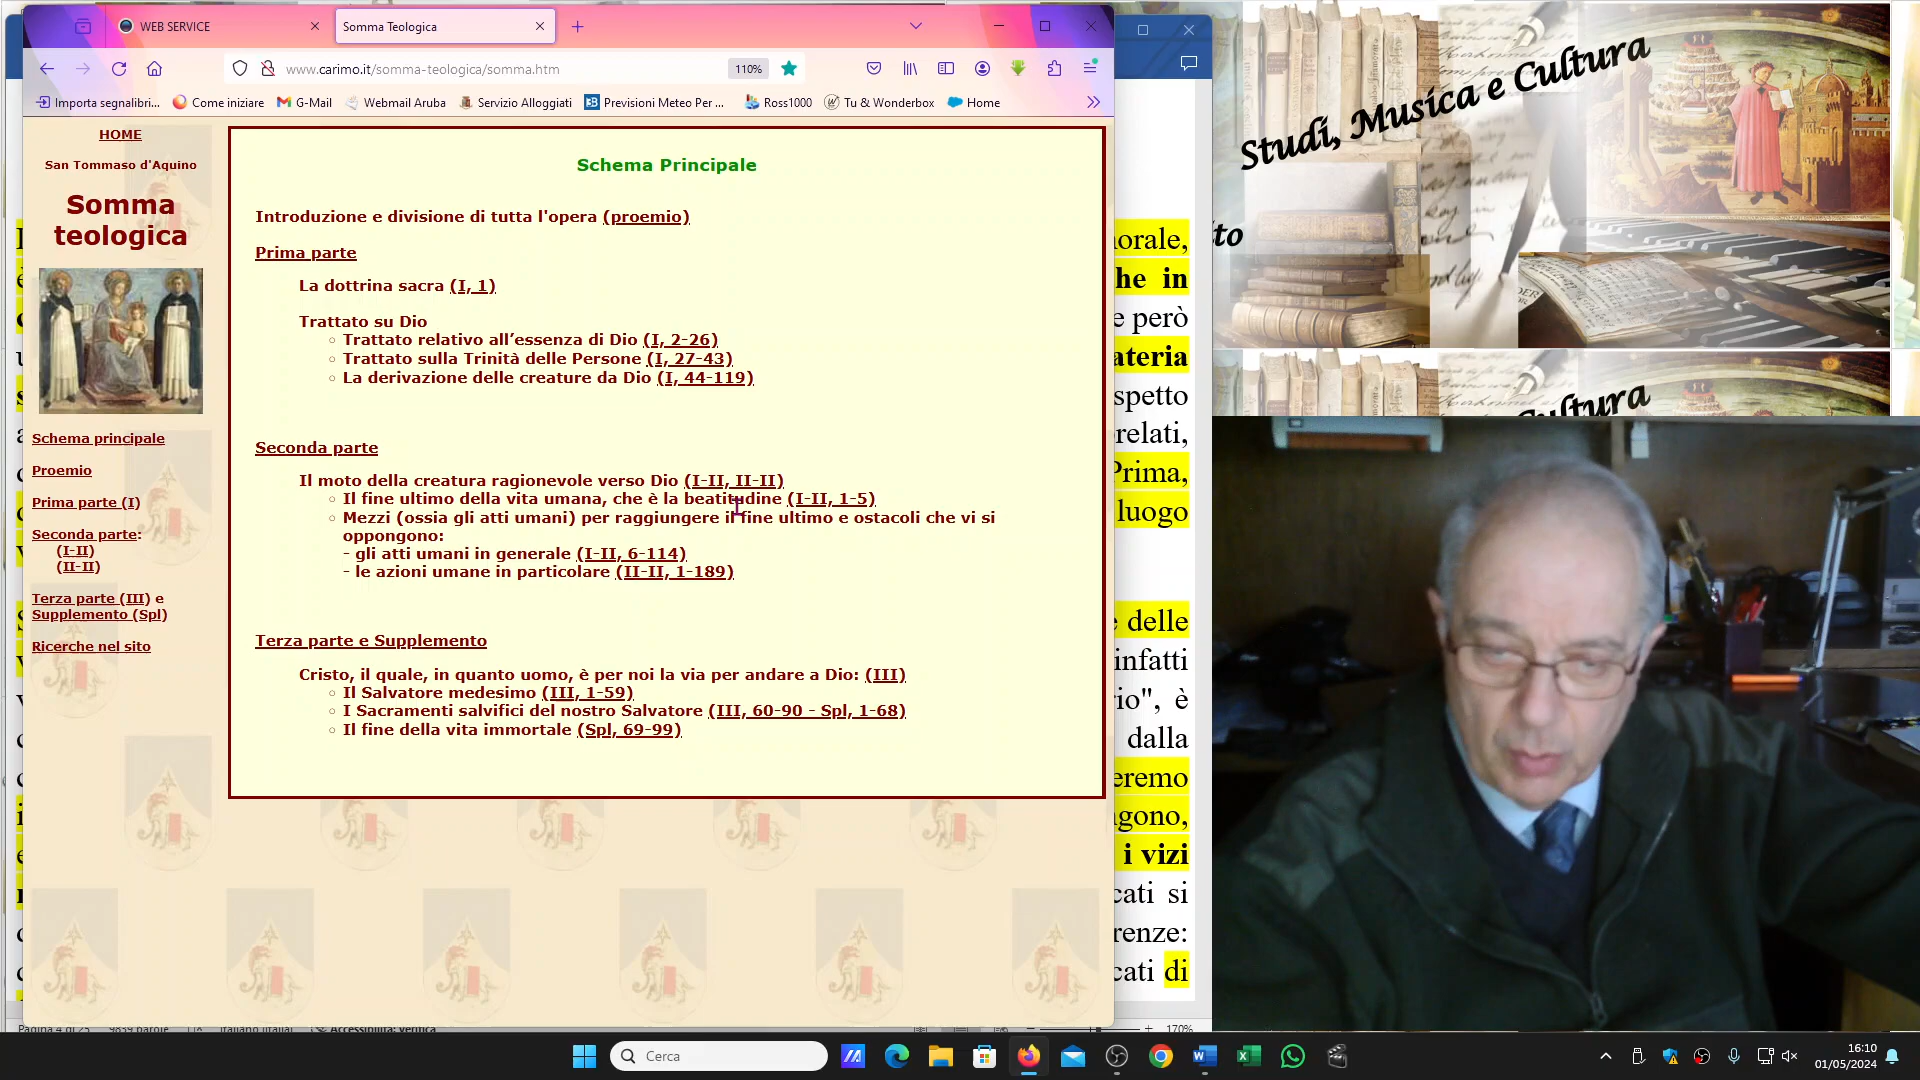 WEB SERVICE
Somma Teologica
www.carimo.it/somma-teologica/somma.htm
110%
Importa segnalibri...
Come iniziare
G-Mail
Webmail Aruba
Servizio Alloggiati
Previsioni Meteo Per ...
Ross1000
Tu & Wonderbox
Home
HOME
San Tommaso d'Aquino
Somma
teologica
Schema principale
Proemio
Prima parte (I)
Seconda parte:
(I-II)
(II-II)
Terza parte (III) e
Supplemento (Spl)
Ricerche nel sito
Schema Principale
Introduzione e divisione di tutta l'opera (proemio)
Prima parte
La dottrina sacra (I, 1)
Trattato su Dio
Trattato relativo all’essenza di Dio (I, 2-26)
Trattato sulla Trinità delle Persone (I, 27-43)
La derivazione delle creature da Dio (I, 44-119)
Seconda parte
Il moto della creatura ragionevole verso Dio (I-II, II-II)
Il fine ultimo della vita umana, che è la beatitudine (I-II, 1-5)
Mezzi (ossia gli atti umani) per raggiungere il fine ultimo e ostacoli che vi si
oppongono:
- gli atti umani in generale (I-II, 6-114)
- le azioni umane in particolare (II-II, 1-189)
Terza parte e Supplemento
Cristo, il quale, in quanto uomo, è per noi la via per andare a Dio: (III)
Il Salvatore medesimo (III, 1-59)
I Sacramenti salvifici del nostro Salvatore (III, 60-90 - Spl, 1-68)
Il fine della vita immortale (Spl, 69-99)
he in
e però
spetto
Prima,
luogo
delle
infatti
rio", è
dalla
i vizi
cati si
renze:
cati di
Studi, Musica e Cultura
Cultura
Pagina 4 di 25
9839 parole
170%
Cerca
16:10
01/05/2024